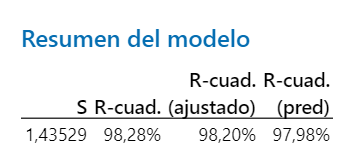 Resumen del modelo
R-cuad. R-cuad.
S R-cuad. (ajustado) (pred)
1,43529 98,28% 98,20% 97,98%